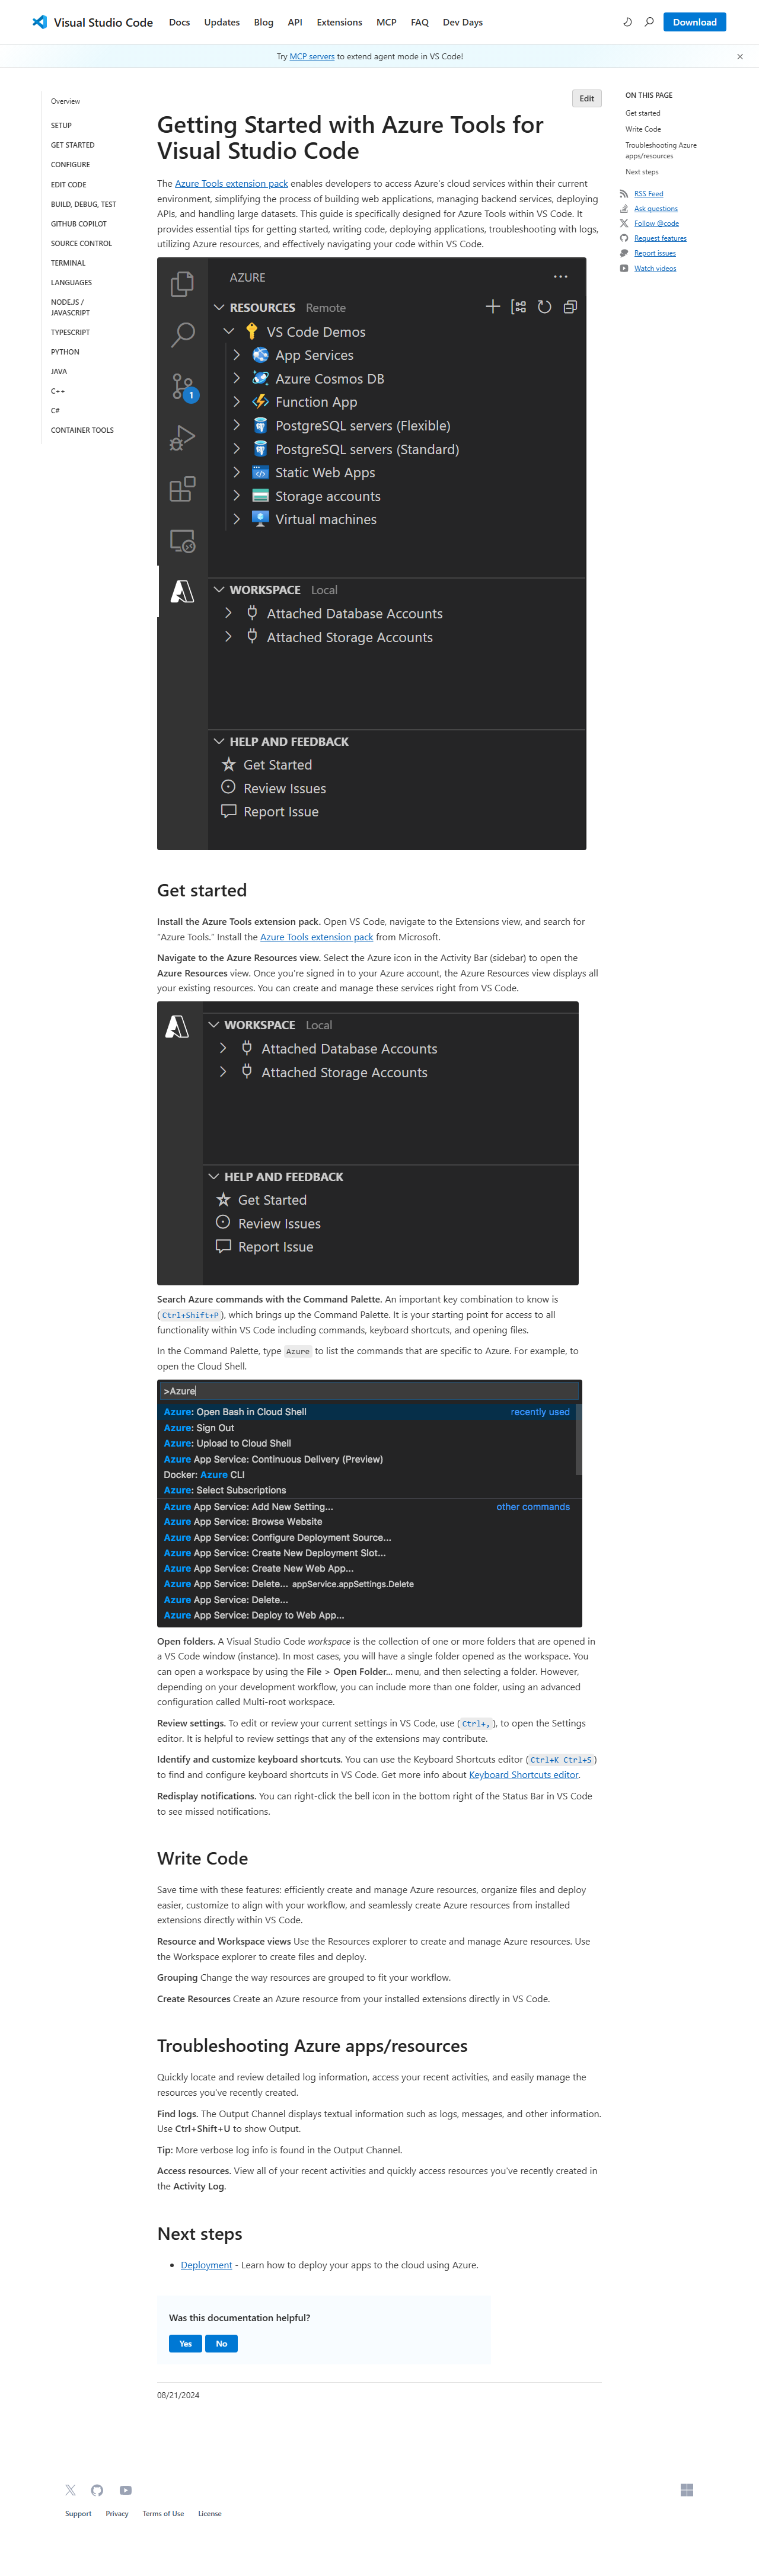 Visual Studio Code Docs Updates Blog API Extensions MCP FAQ Dev Days Download
Try MCP servers to extend agent mode in VS Code!
Overview
SETUP
GET STARTED
CONFIGURE
EDIT CODE
BUILD, DEBUG, TEST
GITHUB COPILOT
SOURCE CONTROL
TERMINAL
LANGUAGES
NODE.JS /
JAVASCRIPT
TYPESCRIPT
PYTHON
JAVA
C++
C#
CONTAINER TOOLS
Edit
Getting Started with Azure Tools for
Visual Studio Code
The Azure Tools extension pack enables developers to access Azure's cloud services within their current
environment, simplifying the process of building web applications, managing backend services, deploying
APIs, and handling large datasets. This guide is specifically designed for Azure Tools within VS Code. It
provides essential tips for getting started, writing code, deploying applications, troubleshooting with logs,
utilizing Azure resources, and effectively navigating your code within VS Code.
AZURE
RESOURCES Remote
VS Code Demos
App Services
Azure Cosmos DB
1
Function App
PostgreSQL servers (Flexible)
PostgreSQL servers (Standard)
Static Web Apps
Storage accounts
Virtual machines
WORKSPACE Local
Attached Database Accounts
Attached Storage Accounts
HELP AND FEEDBACK
Get Started
Review Issues
Report Issue
Get started
Install the Azure Tools extension pack. Open VS Code, navigate to the Extensions view, and search for
“Azure Tools.” Install the Azure Tools extension pack from Microsoft.
Navigate to the Azure Resources view. Select the Azure icon in the Activity Bar (sidebar) to open the
Azure Resources view. Once you're signed in to your Azure account, the Azure Resources view displays all
your existing resources. You can create and manage these services right from VS Code.
WORKSPACE Local
Attached Database Accounts
Attached Storage Accounts
HELP AND FEEDBACK
Get Started
Review Issues
Report Issue
Search Azure commands with the Command Palette. An important key combination to know is
(Ctrl+Shift+P), which brings up the Command Palette. It is your starting point for access to all
functionality within VS Code including commands, keyboard shortcuts, and opening files.
In the Command Palette, type Azure to list the commands that are specific to Azure. For example, to
open the Cloud Shell.
>Azure
Azure: Open Bash in Cloud Shell recently used
Azure: Sign Out
Azure: Upload to Cloud Shell
Azure App Service: Continuous Delivery (Preview)
Docker: Azure CLI
Azure: Select Subscriptions
Azure App Service: Add New Setting... other commands
Azure App Service: Browse Website
Azure App Service: Configure Deployment Source...
Azure App Service: Create New Deployment Slot...
Azure App Service: Create New Web App...
Azure App Service: Delete... appService.appSettings.Delete
Azure App Service: Delete...
Azure App Service: Deploy to Web App...
Open folders. A Visual Studio Code workspace is the collection of one or more folders that are opened in
a VS Code window (instance). In most cases, you will have a single folder opened as the workspace. You
can open a workspace by using the File > Open Folder... menu, and then selecting a folder. However,
depending on your development workflow, you can include more than one folder, using an advanced
configuration called Multi-root workspace.
Review settings. To edit or review your current settings in VS Code, use (Ctrl+,), to open the Settings
editor. It is helpful to review settings that any of the extensions may contribute.
Identify and customize keyboard shortcuts. You can use the Keyboard Shortcuts editor (Ctrl+K Ctrl+S)
to find and configure keyboard shortcuts in VS Code. Get more info about Keyboard Shortcuts editor.
Redisplay notifications. You can right-click the bell icon in the bottom right of the Status Bar in VS Code
to see missed notifications.
Write Code
Save time with these features: efficiently create and manage Azure resources, organize files and deploy
easier, customize to align with your workflow, and seamlessly create Azure resources from installed
extensions directly within VS Code.
Resource and Workspace views Use the Resources explorer to create and manage Azure resources. Use
the Workspace explorer to create files and deploy.
Grouping Change the way resources are grouped to fit your workflow.
Create Resources Create an Azure resource from your installed extensions directly in VS Code.
Troubleshooting Azure apps/resources
Quickly locate and review detailed log information, access your recent activities, and easily manage the
resources you've recently created.
Find logs. The Output Channel displays textual information such as logs, messages, and other information.
Use Ctrl+Shift+U to show Output.
Tip: More verbose log info is found in the Output Channel.
Access resources. View all of your recent activities and quickly access resources you've recently created in
the Activity Log.
Next steps
Deployment - Learn how to deploy your apps to the cloud using Azure.
Was this documentation helpful?
Yes No
08/21/2024
ON THIS PAGE
Get started
Write Code
Troubleshooting Azure
apps/resources
Next steps
RSS Feed
Ask questions
Follow @code
Request features
Report issues
Watch videos
Support Privacy Terms of Use License